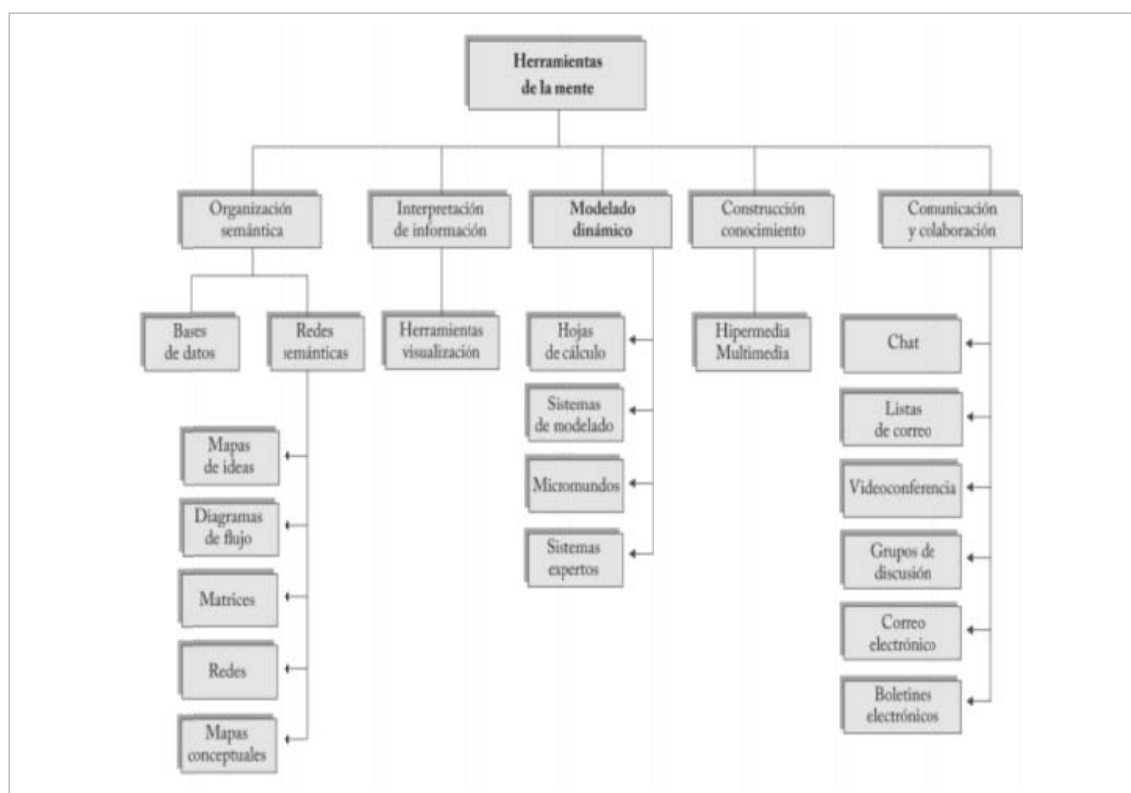 Herramientas
de la mente
Organización
semántica
Interpretación
de información
Modelado
dinámico
Construcción
conocimiento
Comunicación
y colaboración
Bases
de datos
Redes
semánticas
Herramientas
visualización
Hojas
de cálculo
Hipermedia
Multimedia
Chat
Sistemas
de modelado
Listas
de correo
Mapas
de ideas
Micromundos
Videoconferencia
Diagramas
de flujo
Sistemas
expertos
Grupos de
discusión
Matrices
Correo
electrónico
Redes
Boletines
electrónicos
Mapas
conceptuales